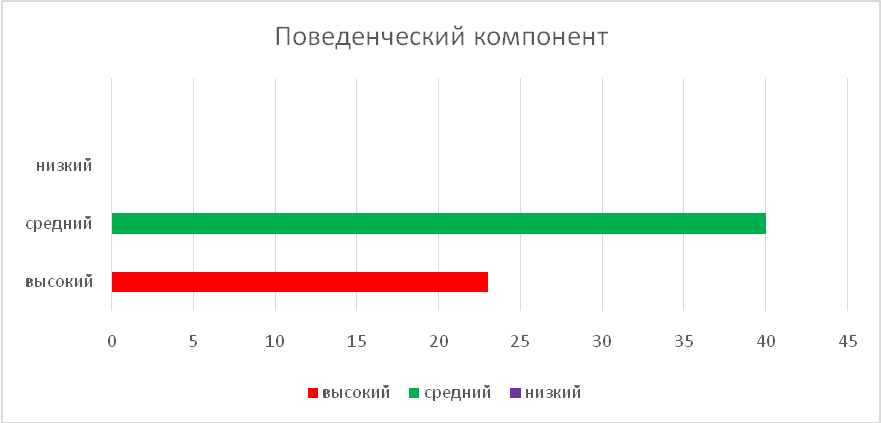 Поведенческий компонент
низкий
средний
высокий
0 5 10 15 20 25 30 35 40 45
высокий средний низкий